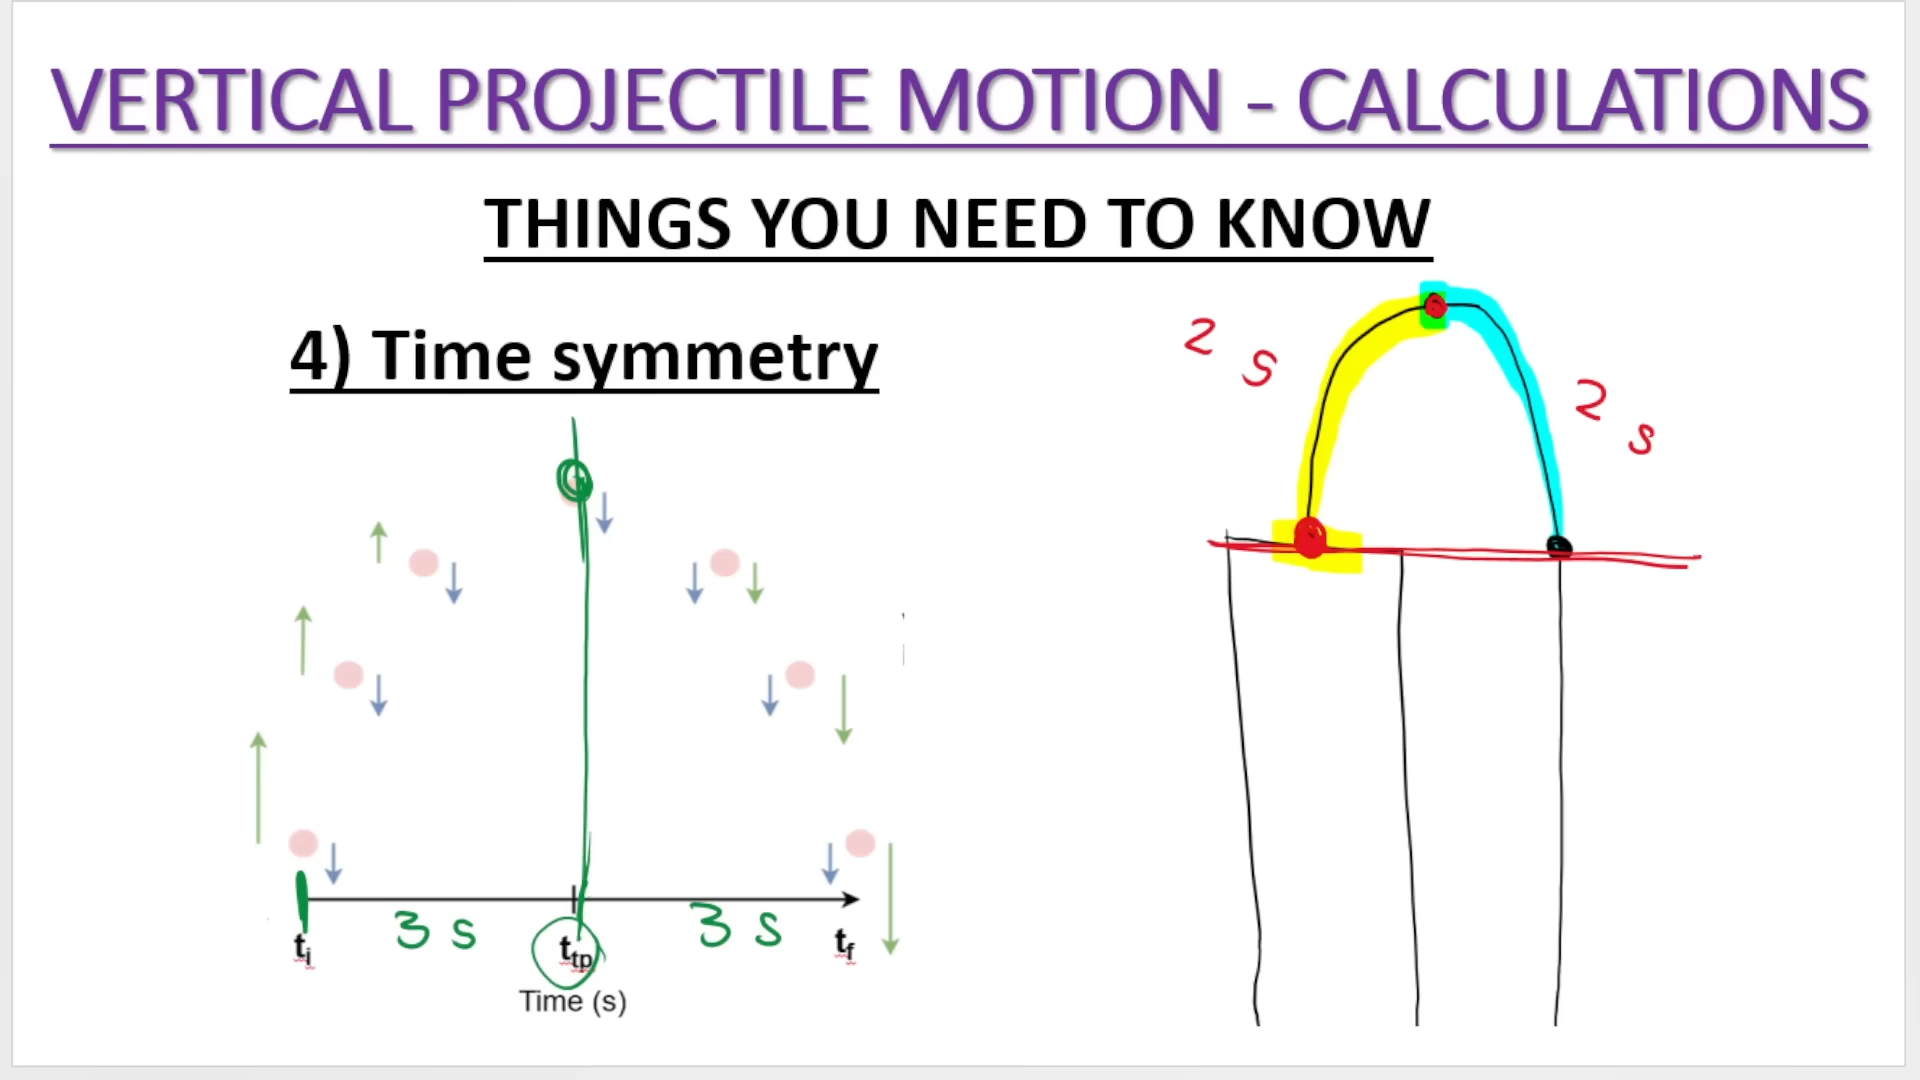 VERTICAL PROJECTILE MOTION - CALCULATIONS
THINGS YOU NEED TO KNOW
4) Time symmetry
2 s
2 s
3 s
3 s
ti
ttp
tf
Time (s)